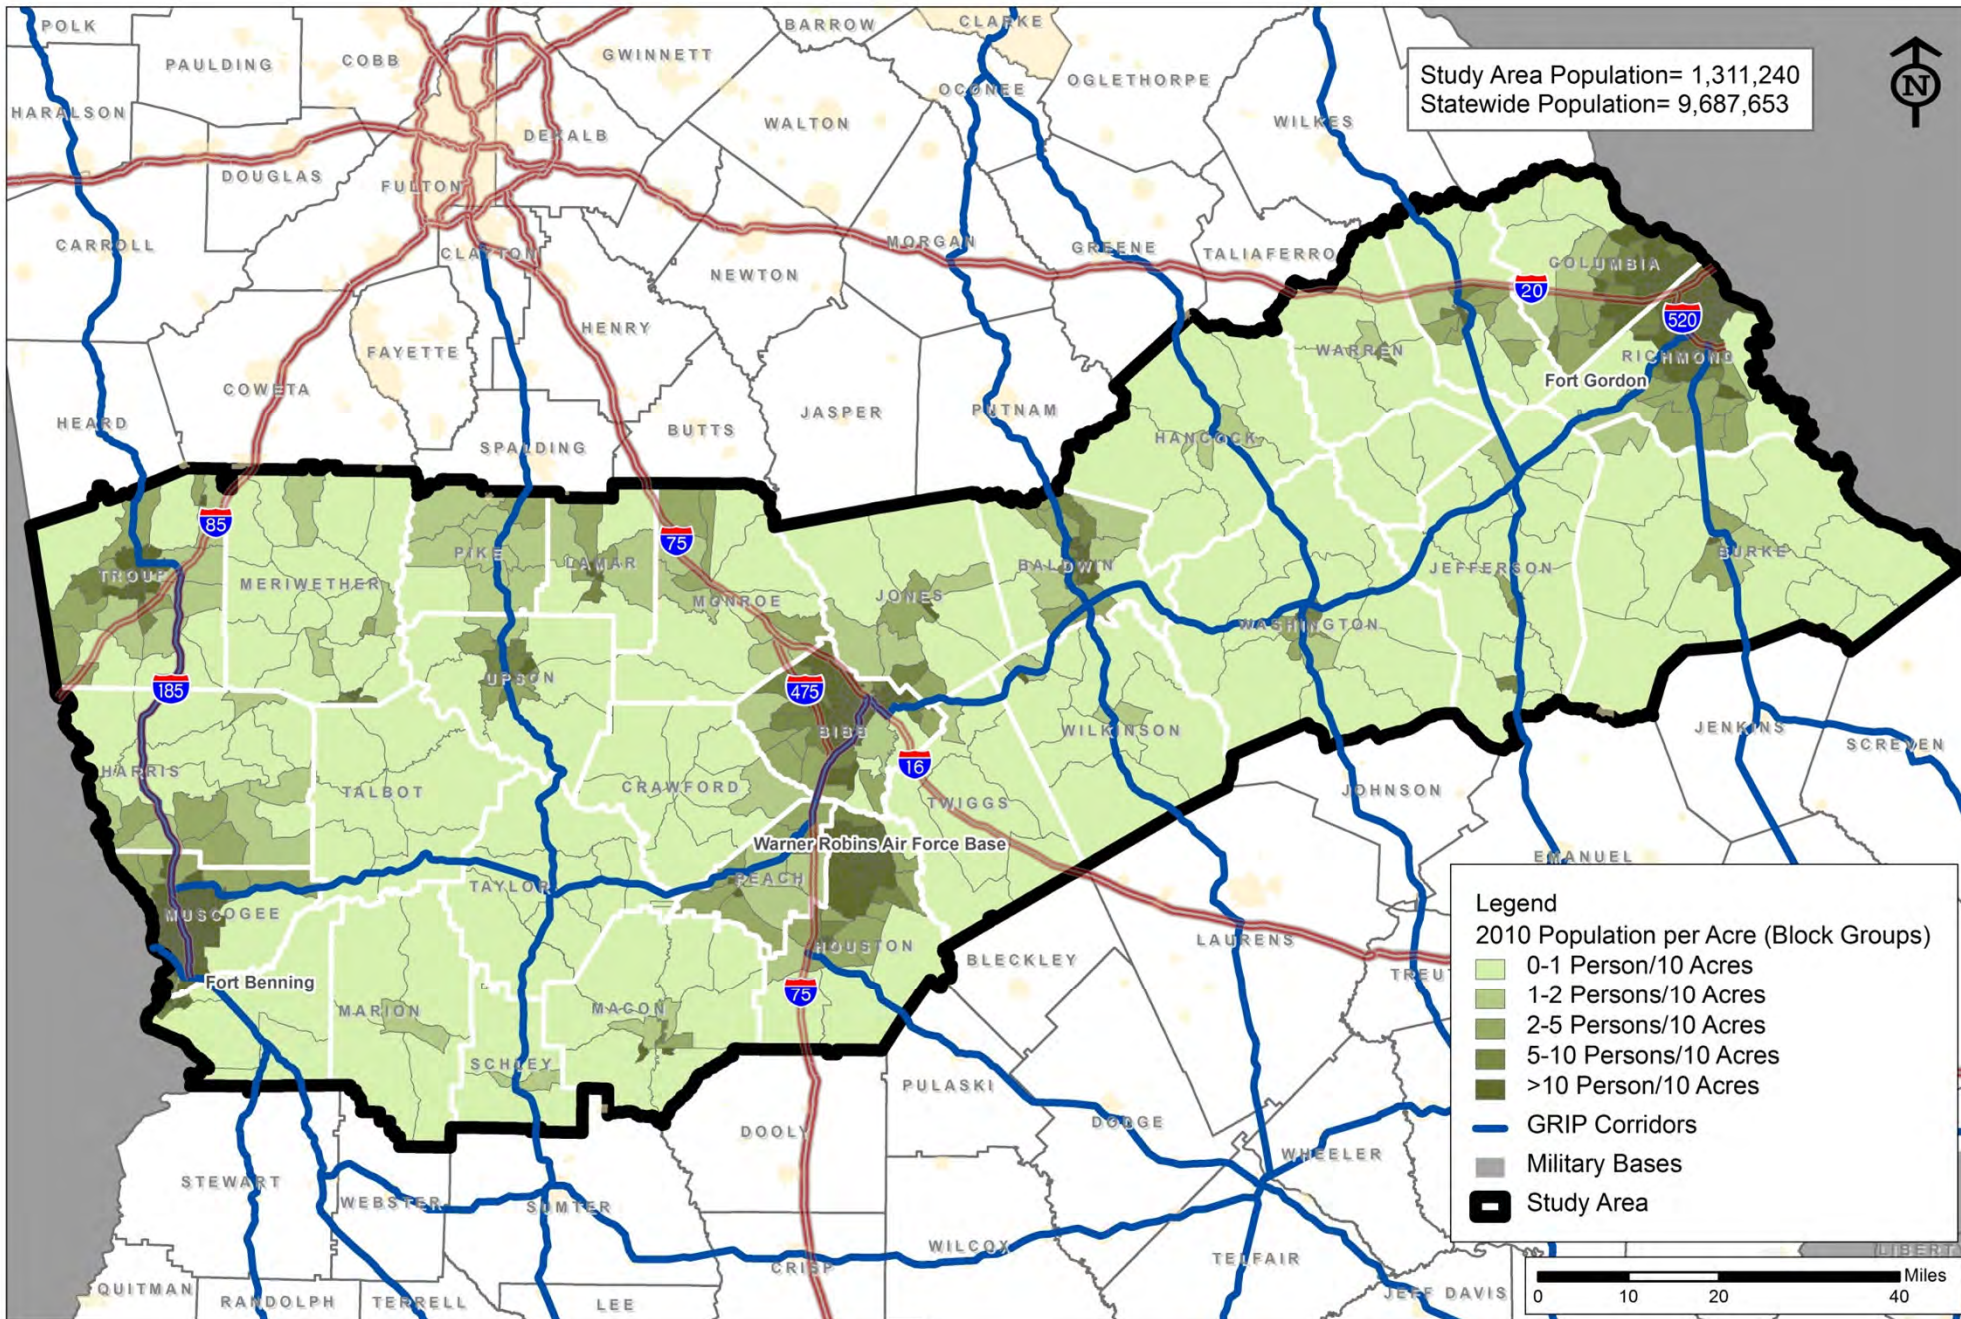 POLK
BARROW
CLARKE
PAULDING
COBB
GWINNETT
OCONEE
OGLETHORPE
Study Area Population= 1,311,240
Statewide Population= 9,687,653
N
HARALSON
DEKALB
WALTON
WILKES
DOUGLAS
FULTON
CARROLL
CLAYTON
NEWTON
MORGAN
GREENE
TALIAFERRO
COLUMBIA
20
520
HENRY
FAYETTE
WARREN
RICHMOND
Fort Gordon
COWETA
JASPER
PUTNAM
HEARD
SPALDING
BUTTS
HANCOCK
85
75
PIKE
LAMAR
BALDWIN
JEFFERSON
BURKE
TROUP
MERIWETHER
MONROE
JONES
WASHINGTON
185
UPSON
475
BIBB
WILKINSON
JENKINS
SCREVEN
HARRIS
TALBOT
CRAWFORD
16
TWIGGS
JOHNSON
Warner Robins Air Force Base
EMANUEL
TAYLOR
PEACH
MUSCOGEE
HOUSTON
LAURENS
BLECKLEY
TREUT
Fort Benning
75
MARION
MACON
SCHLEY
PULASKI
DOOLY
DODGE
WHEELER
STEWART
WEBSTER
SUMTER
WILCOX
TELFAIR
CRISP
QUITMAN
RANDOLPH
TERRELL
LEE
JEFF DAVIS
LIBERT
Legend
2010 Population per Acre (Block Groups)
0-1 Person/10 Acres
1-2 Persons/10 Acres
2-5 Persons/10 Acres
5-10 Persons/10 Acres
>10 Person/10 Acres
GRIP Corridors
Military Bases
Study Area
Miles
0 10 20 40